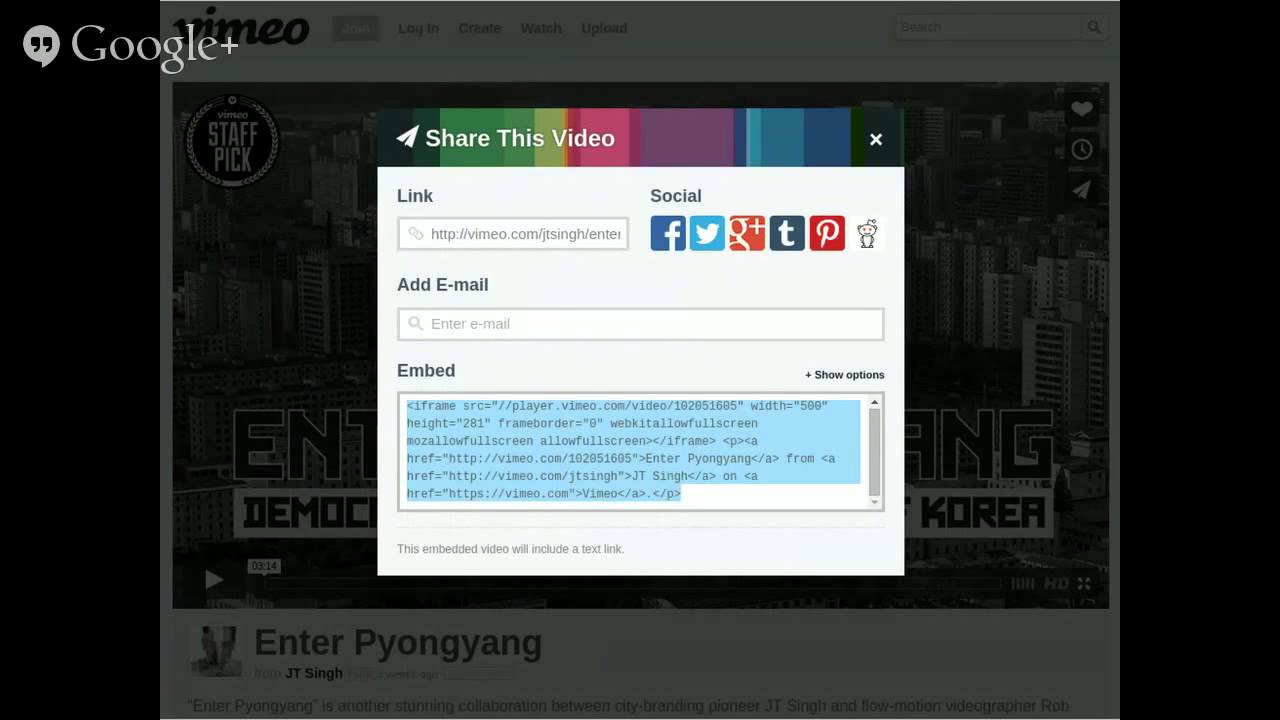 Google+
vimeo
Join
Log In
Create
Watch
Upload
Search
vimeo
STAFF
PICK
Share This Video
×
Link
http://vimeo.com/jtsingh/enter
Social
Add E-mail
Enter e-mail
Embed
+ Show options
<iframe src="//player.vimeo.com/video/102051605" width="500"
height="281" frameborder="0" webkitallowfullscreen
mozallowfullscreen allowfullscreen></iframe> <p><a
href="http://vimeo.com/102051605">Enter Pyongyang</a> from <a
href="http://vimeo.com/jtsingh">JT Singh</a> on <a
href="https://vimeo.com">Vimeo</a>.</p>
This embedded video will include a text link.
ENT ANG
DEMOC F KOREA
03:14
HD
Enter Pyongyang
from JT Singh weeks ago
"Enter Pyongyang" is another stunning collaboration between city-branding pioneer JT Singh and flow-motion videographer Rob